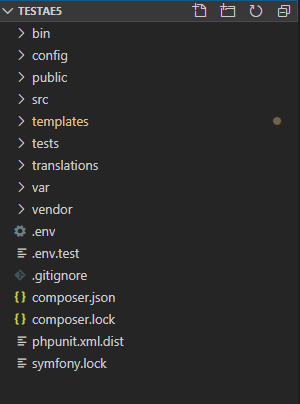 TESTAE5
bin
config
public
src
templates
tests
translations
var
vendor
.env
.env.test
.gitignore
composer.json
composer.lock
phpunit.xml.dist
symfony.lock